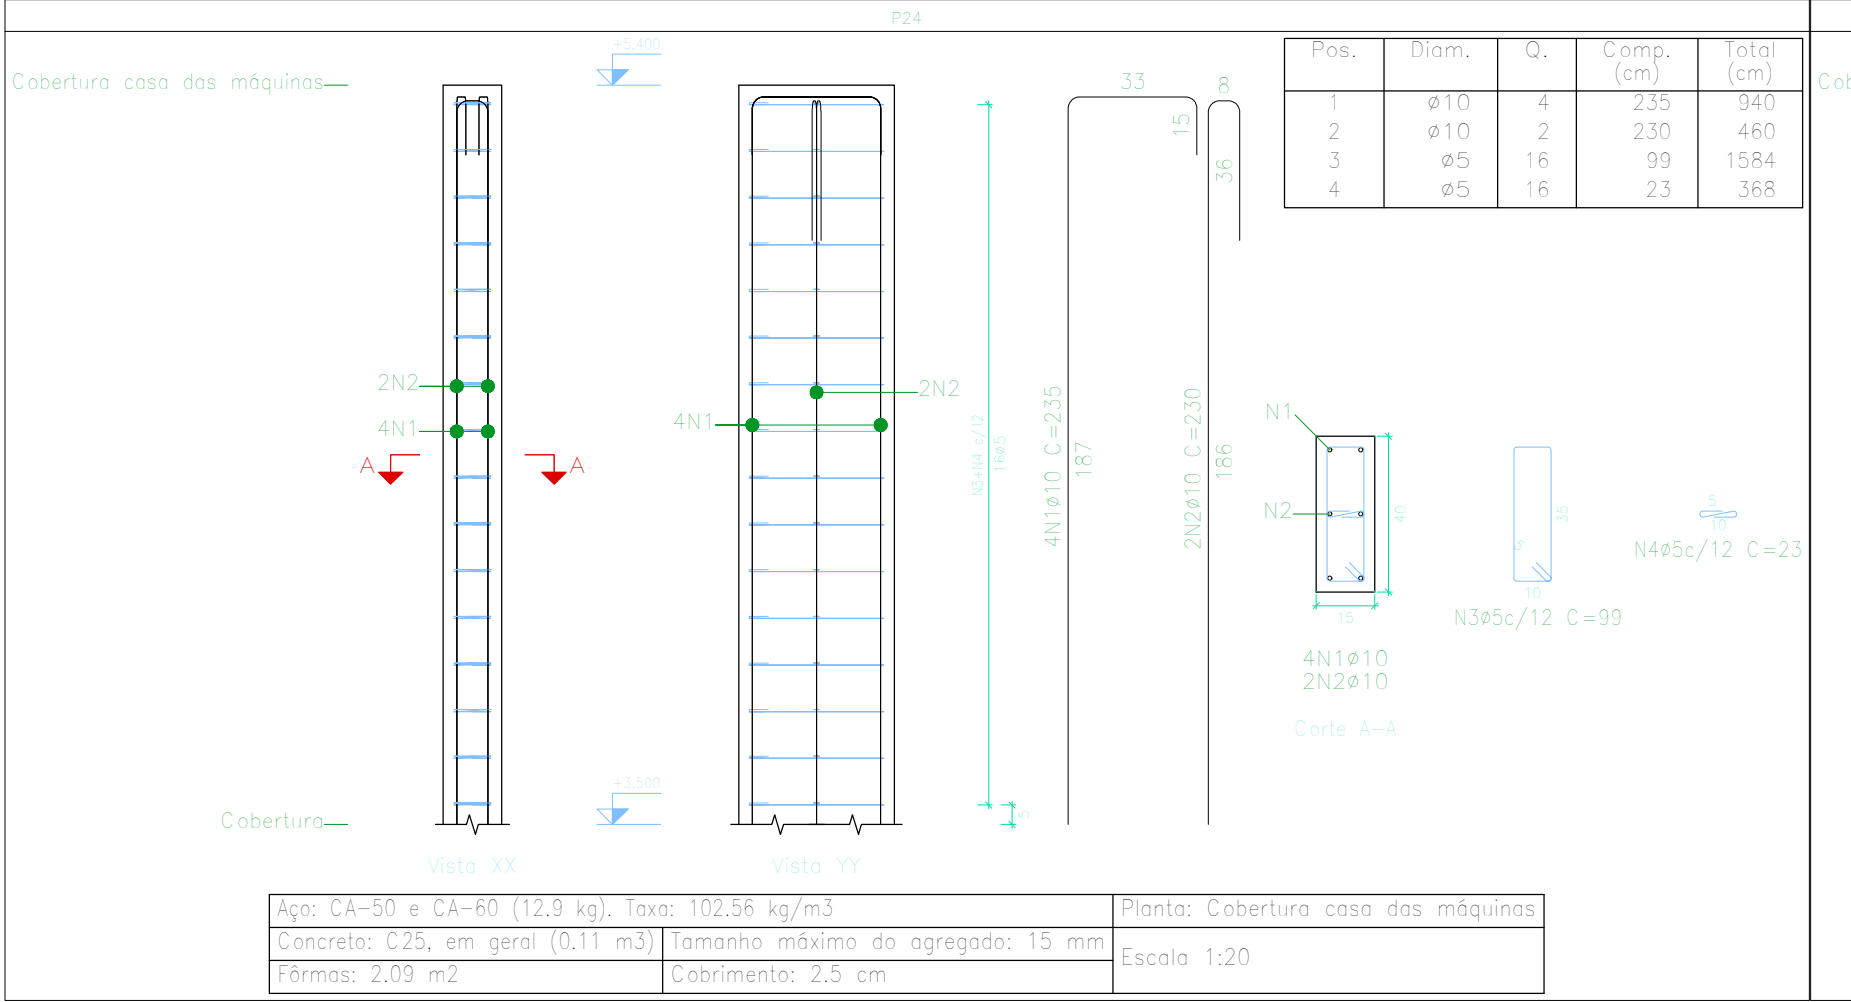 P24
Cobertura casa das máquinas
+5.400
33
8
15
36
Pos. Diam. Q. Comp. (cm) Total (cm)
1 ø10 4 235 940
2 ø10 2 230 460
3 ø5 16 99 1584
4 ø5 16 23 368
2N2
4N1
A A
4N1
2N2
N3+N4 c/12
16ø5
4N1ø10 C=235
187
2N2ø10 C=230
186
N1
N2
40
15
4N1ø10
2N2ø10
Corte A-A
35
5
10
N3ø5c/12 C=99
5
10
N4ø5c/12 C=23
+3.500
Cobertura
5
Vista XX
Vista YY
Aço: CA-50 e CA-60 (12.9 kg). Taxa: 102.56 kg/m3
Planta: Cobertura casa das máquinas
Concreto: C25, em geral (0.11 m3)
Tamanho máximo do agregado: 15 mm
Escala 1:20
Fôrmas: 2.09 m2
Cobrimento: 2.5 cm